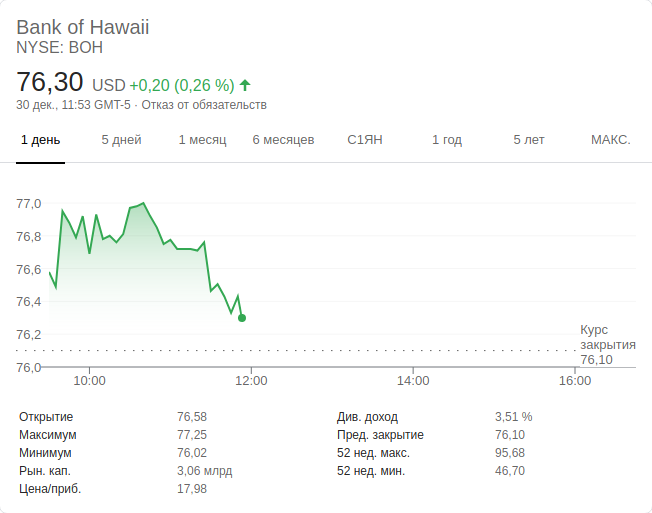 Bank of Hawaii
NYSE: BOH
76,30 USD +0,20 (0,26 %)
30 дек., 11:53 GMT-5 · Отказ от обязательств
1 день 5 дней 1 месяц 6 месяцев С1ЯН 1 год 5 лет МАКС.
77,0
76,8
76,6
76,4
76,2
76,0
Курс
закрытия
76,10
10:00 12:00 14:00 16:00
Открытие 76,58 Див. доход 3,51 %
Максимум 77,25 Пред. закрытие 76,10
Минимум 76,02 52 нед. макс. 95,68
Рын. кап. 3,06 млрд 52 нед. мин. 46,70
Цена/приб. 17,98